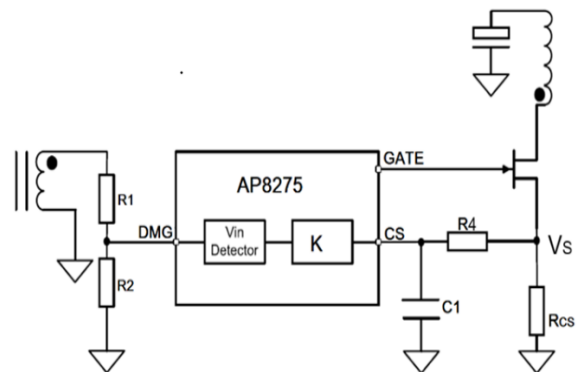 GATE
AP8275
R1
DMG
Vin
Detector
K
CS
R4
VS
R2
C1
RCS